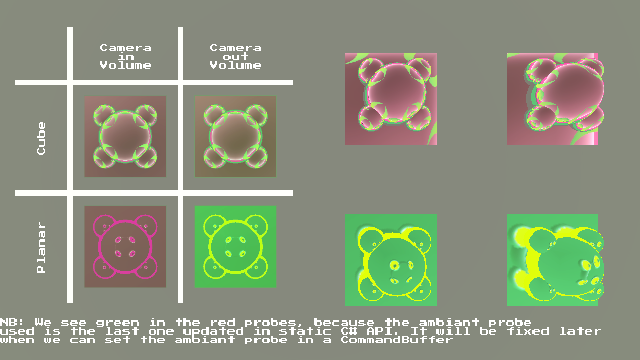 Camera
in
Volume
Camera
out
Volume
Cube
Planar
NB: We see green in the red probes, because the ambiant probe
used is the last one updated in static C# API. It will be fixed later
when we can set the ambiant probe in a CommandBuffer